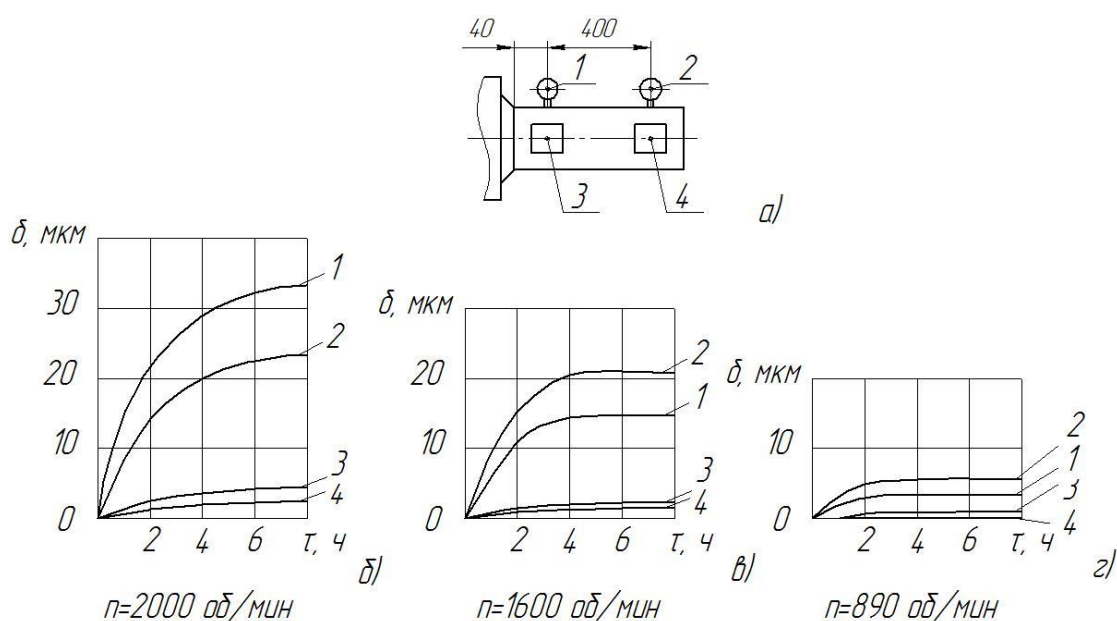 40 400
1 2
3 4
а)
δ, мкм
30
20
10
0
1
2
3
4
2 4 6 τ, ч
б)
n=2000 об/мин
δ, мкм
20
10
0
2
1
3
4
2 4 6 τ, ч
в)
n=1600 об/мин
δ, мкм
10
0
2
1
3
4
2 4 6 τ, ч
г)
n=890 об/мин